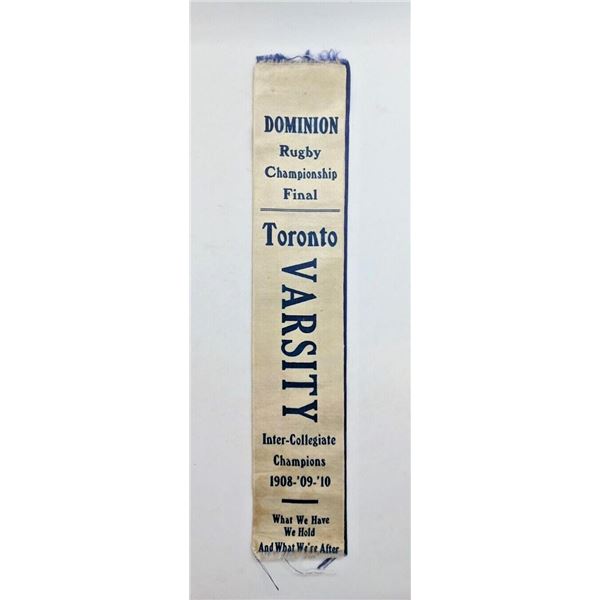 DOMINION
Rugby
Championship
Final
Toronto
VARSITY
Inter-Collegiate
Champions
1908-'09-'10
What We Have
We Hold
And What We're After